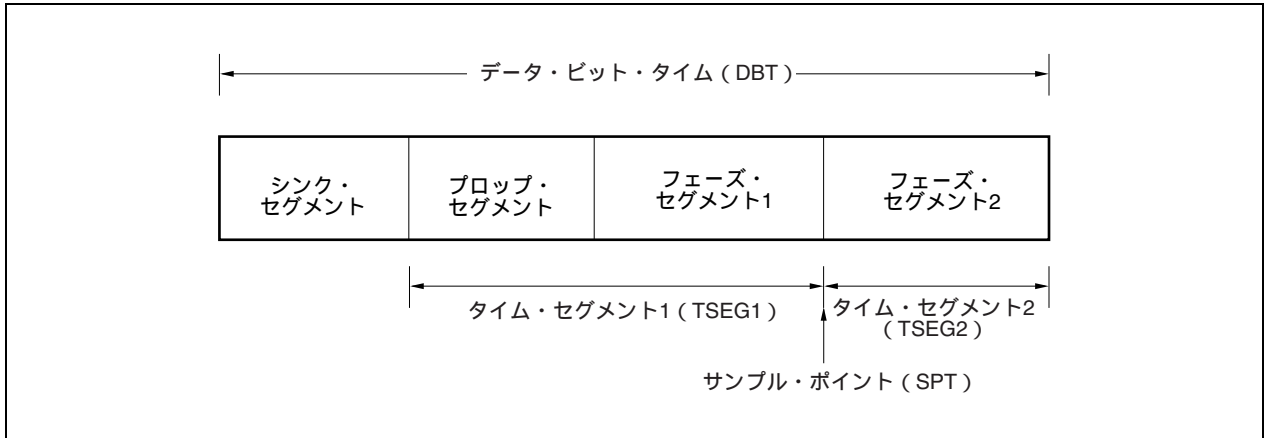 データ・ビット・タイム（DBT）
シンク・
セグメント
プロップ・
セグメント
フェーズ・
セグメント1
フェーズ・
セグメント2
タイム・セグメント1（TSEG1）
タイム・セグメント2
（TSEG2）
サンプル・ポイント（SPT）